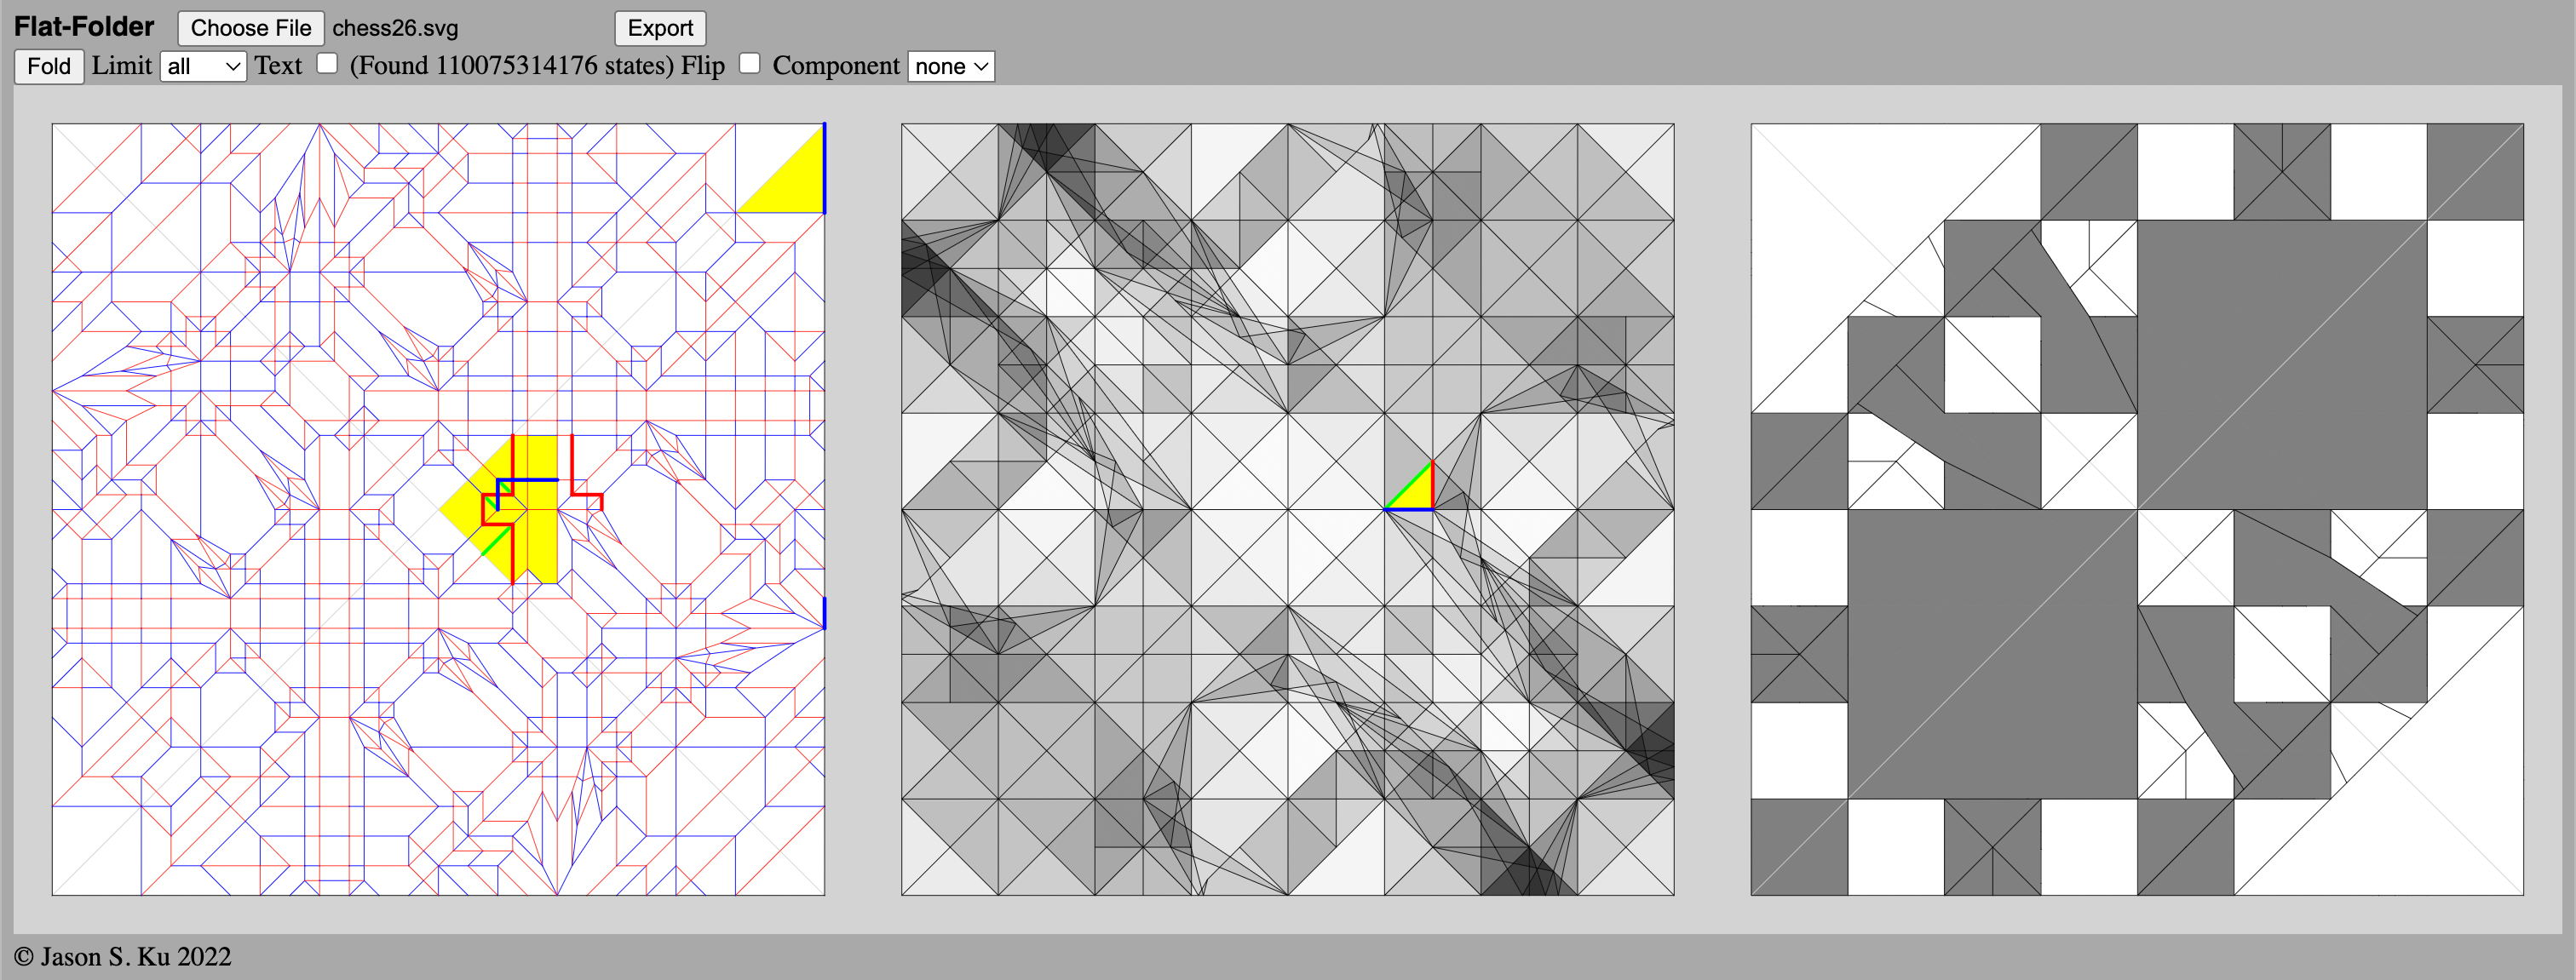 Flat-Folder Choose File chess26.svg Export
Fold Limit all Text (Found 110075314176 states) Flip Component none
© Jason S. Ku 2022